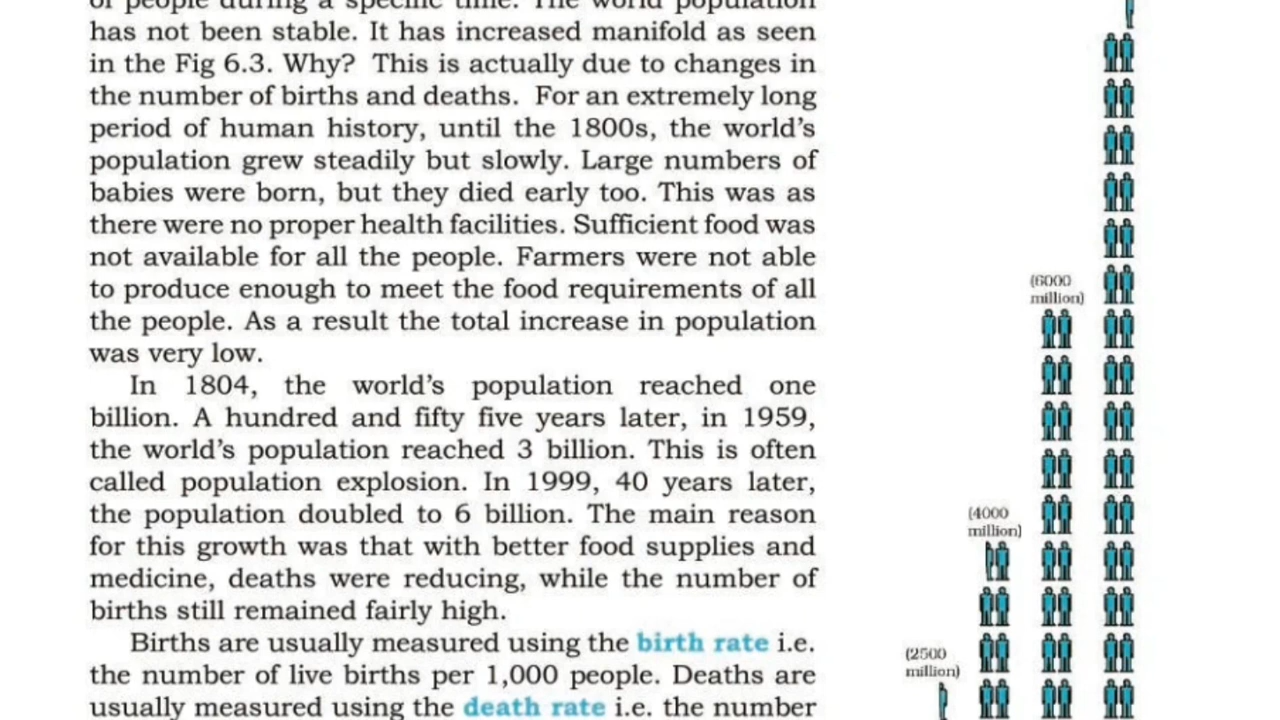 of people during a specific time. The world population
has not been stable. It has increased manifold as seen
in the Fig 6.3. Why? This is actually due to changes in
the number of births and deaths. For an extremely long
period of human history, until the 1800s, the world's
population grew steadily but slowly. Large numbers of
babies were born, but they died early too. This was as
there were no proper health facilities. Sufficient food was
not available for all the people. Farmers were not able
to produce enough to meet the food requirements of all
the people. As a result the total increase in population
was very low.
In 1804, the world's population reached one
billion. A hundred and fifty five years later, in 1959,
the world's population reached 3 billion. This is often
called population explosion. In 1999, 40 years later,
the population doubled to 6 billion. The main reason
for this growth was that with better food supplies and
medicine, deaths were reducing, while the number of
births still remained fairly high.
Births are usually measured using the birth rate i.e.
the number of live births per 1,000 people. Deaths are
usually measured using the death rate i.e. the number
(6000
million)
(4000
million)
(2500
million)